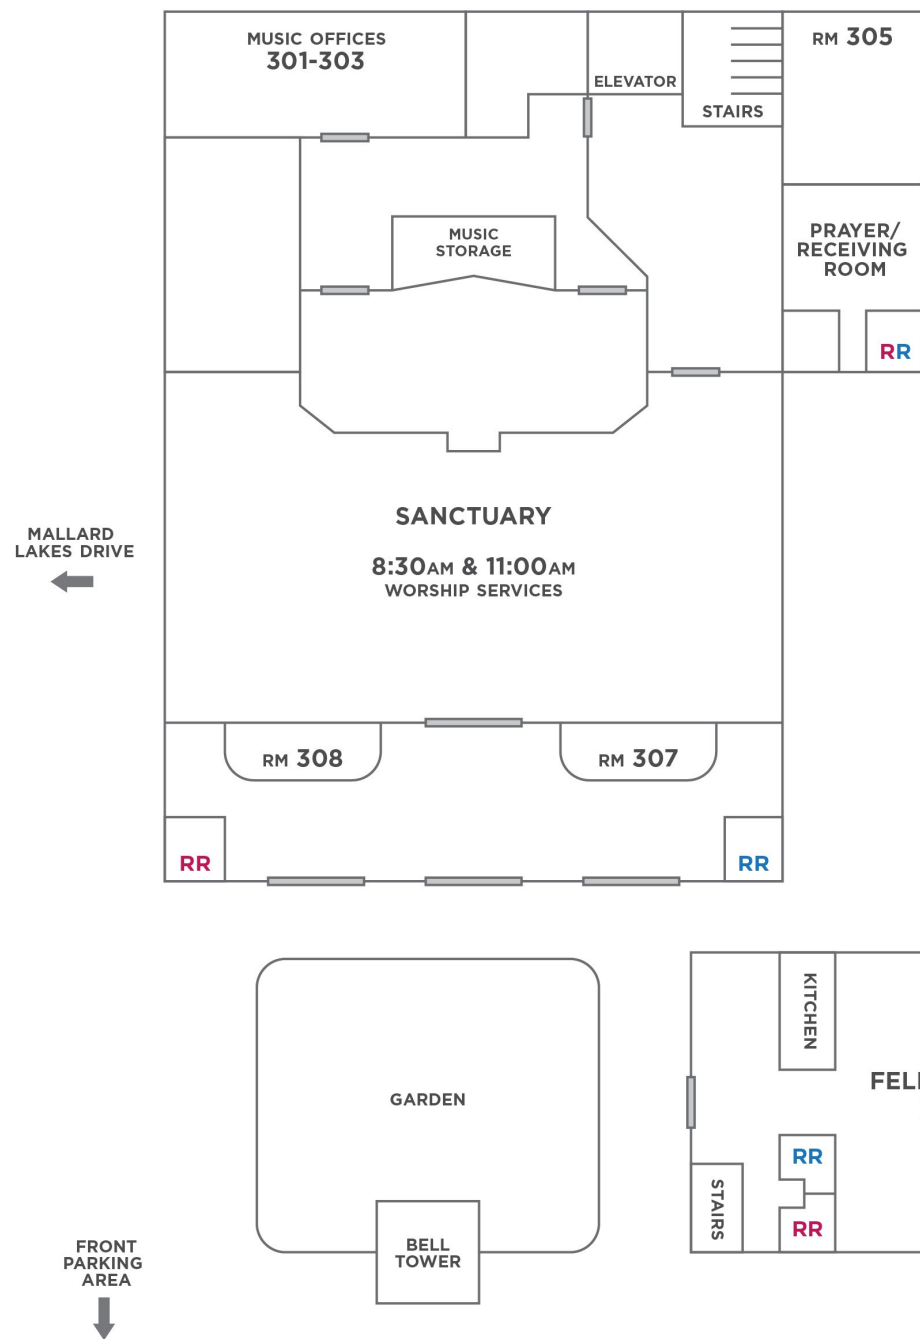 MUSIC OFFICES
301-303
ELEVATOR
STAIRS
RM 305
MUSIC
STORAGE
PRAYER/
RECEIVING
ROOM
RR
SANCTUARY
8:30AM & 11:00AM
WORSHIP SERVICES
MALLARD
LAKES DRIVE
RM 308
RM 307
RR
RR
KITCHEN
GARDEN
RR
STAIRS
RR
BELL
TOWER
FRONT
PARKING
AREA